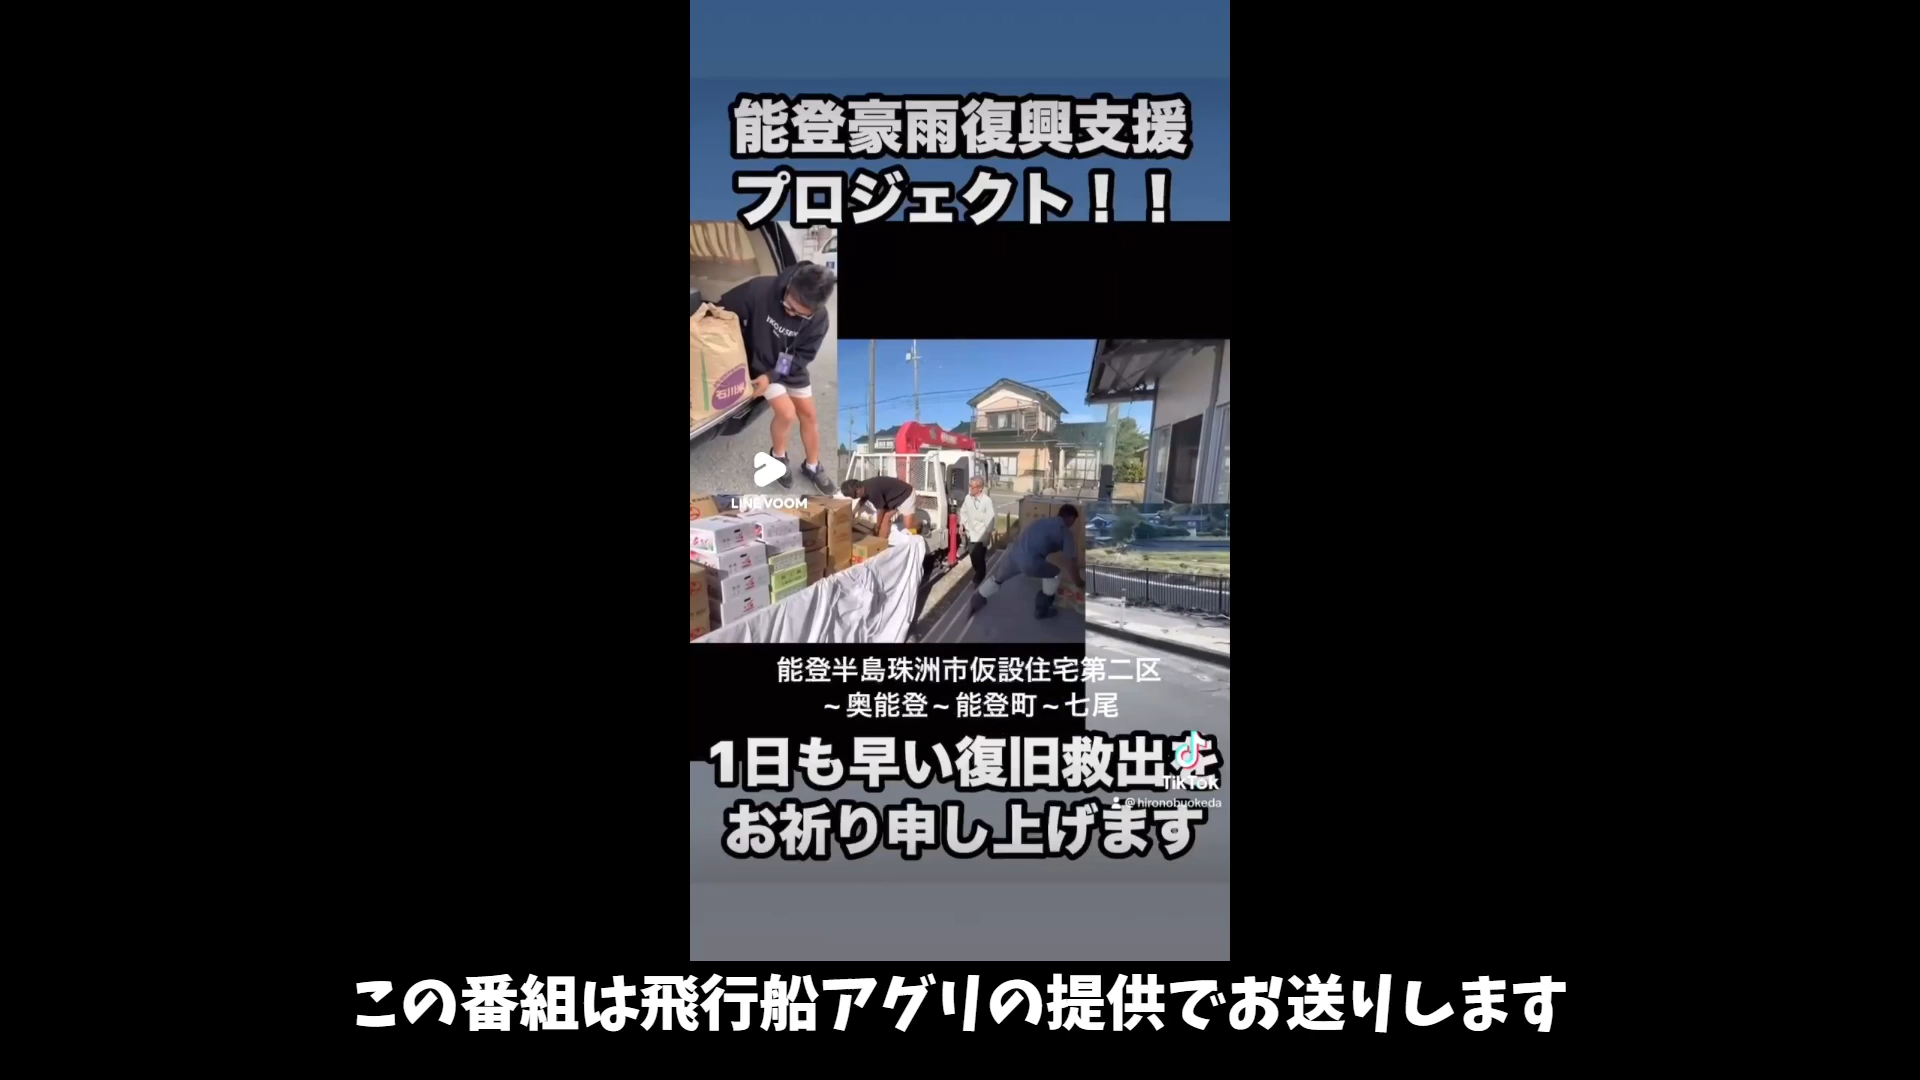 能登豪雨復興支援
プロジェクト！！
石川米
LINE VOOM
能登半島珠洲市仮設住宅第二区
～奥能登～能登町～七尾
1日も早い復旧救出を
お祈り申し上げます
TikTok
@hironobuokeda
この番組は飛行船アグリの提供でお送りします